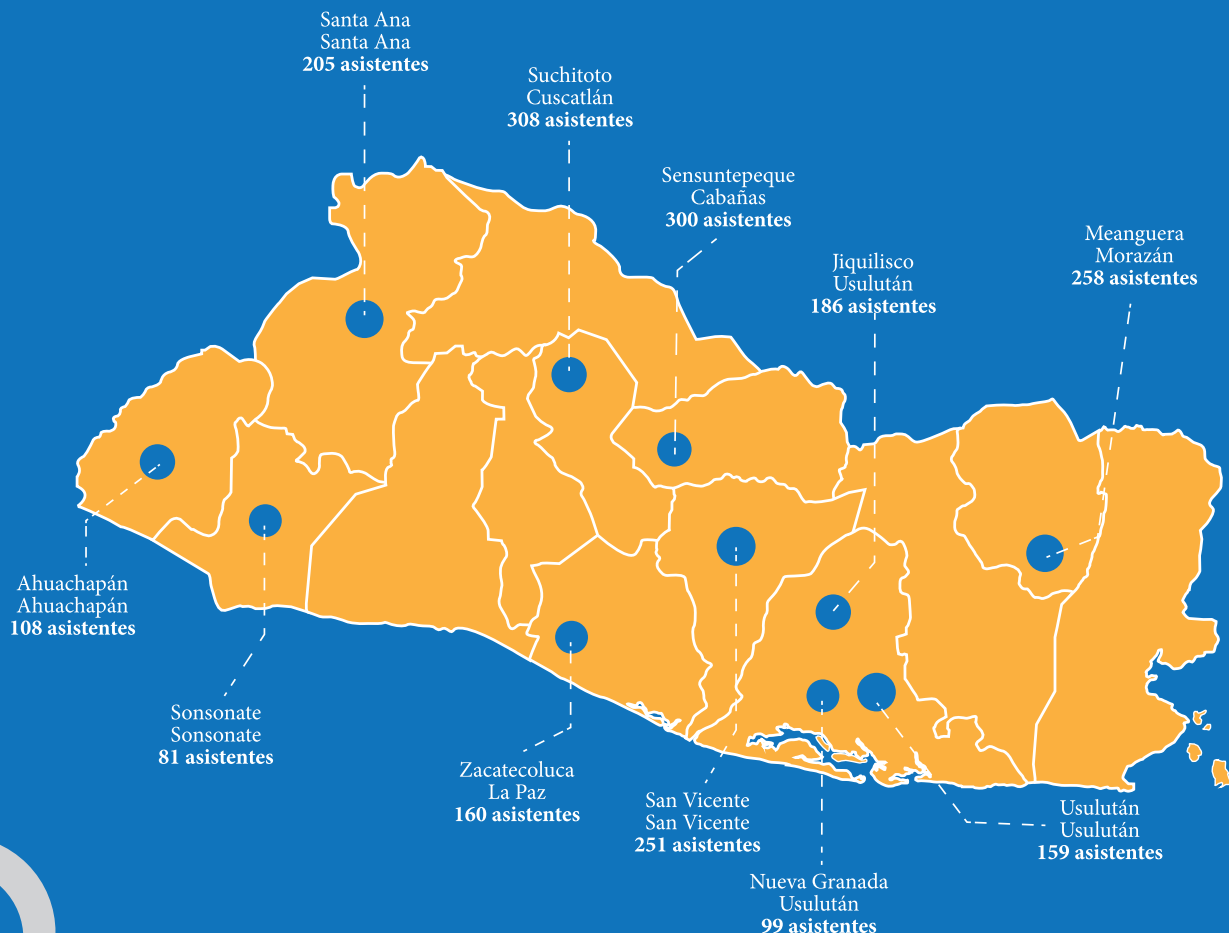 Santa Ana
Santa Ana
205 asistentes
Suchitoto
Cuscatlán
308 asistentes
Sensuntepeque
Cabañas
300 asistentes
Jiquilisco
Usulután
186 asistentes
Meanguera
Morazán
258 asistentes
Ahuachapán
Ahuachapán
108 asistentes
Sonsonate
Sonsonate
81 asistentes
Zacatecoluca
La Paz
160 asistentes
San Vicente
San Vicente
251 asistentes
Usulután
Usulután
159 asistentes
Nueva Granada
Usulután
99 asistentes